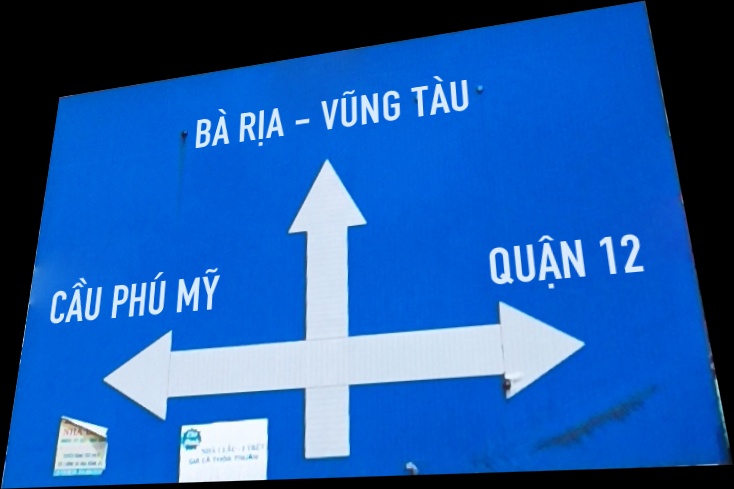 BÀ RỊA - VŨNG TÀU
QUẬN 12
CẦU PHÚ MỸ